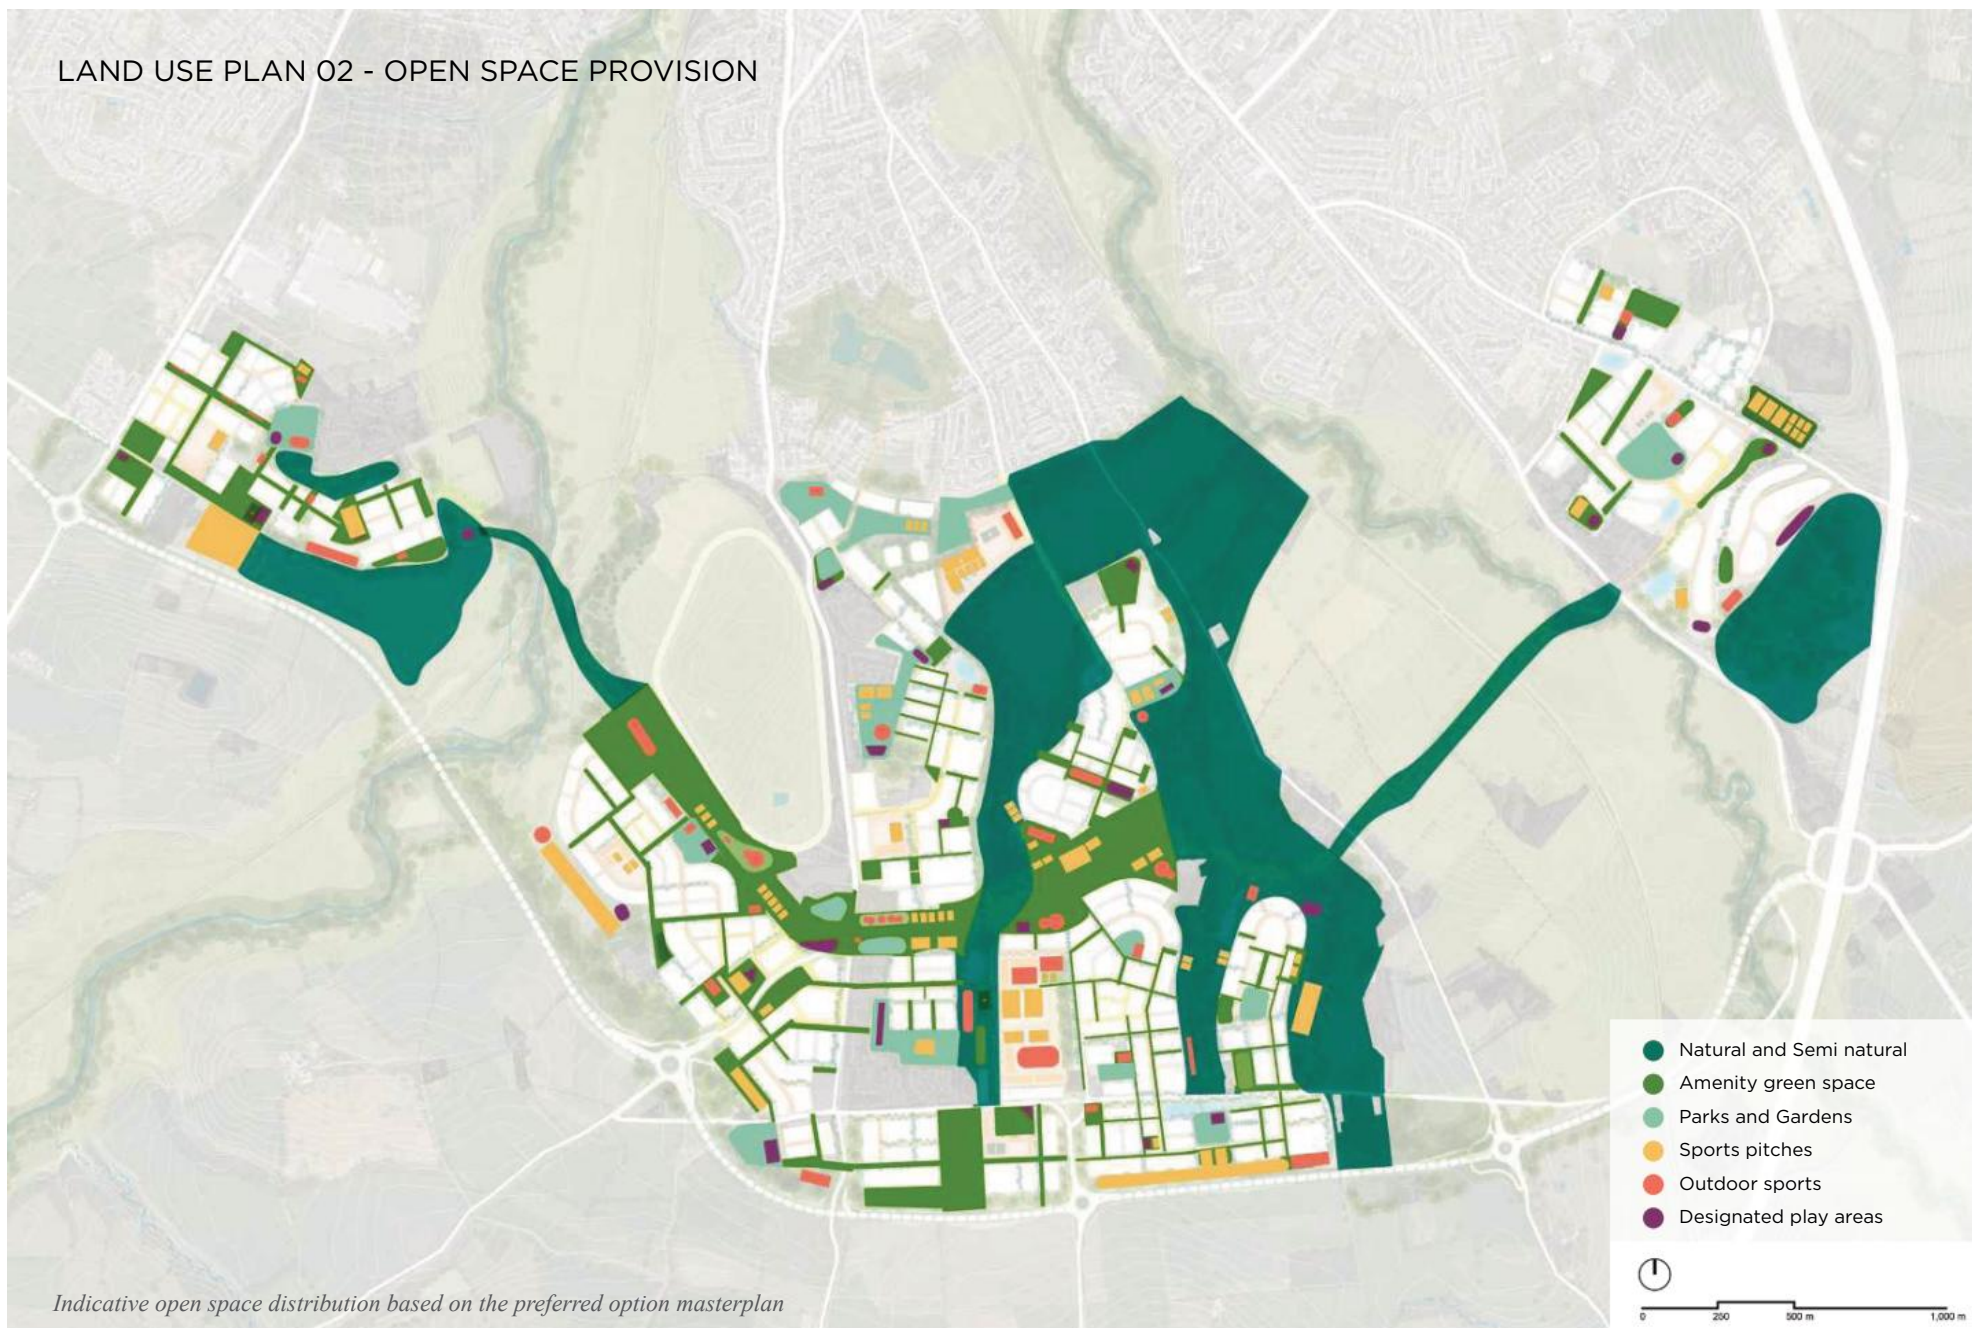 LAND USE PLAN 02 - OPEN SPACE PROVISION
Natural and Semi natural
Amenity green space
Parks and Gardens
Sports pitches
Outdoor sports
Designated play areas
0 250 500 m 1,000 m
Indicative open space distribution based on the preferred option masterplan